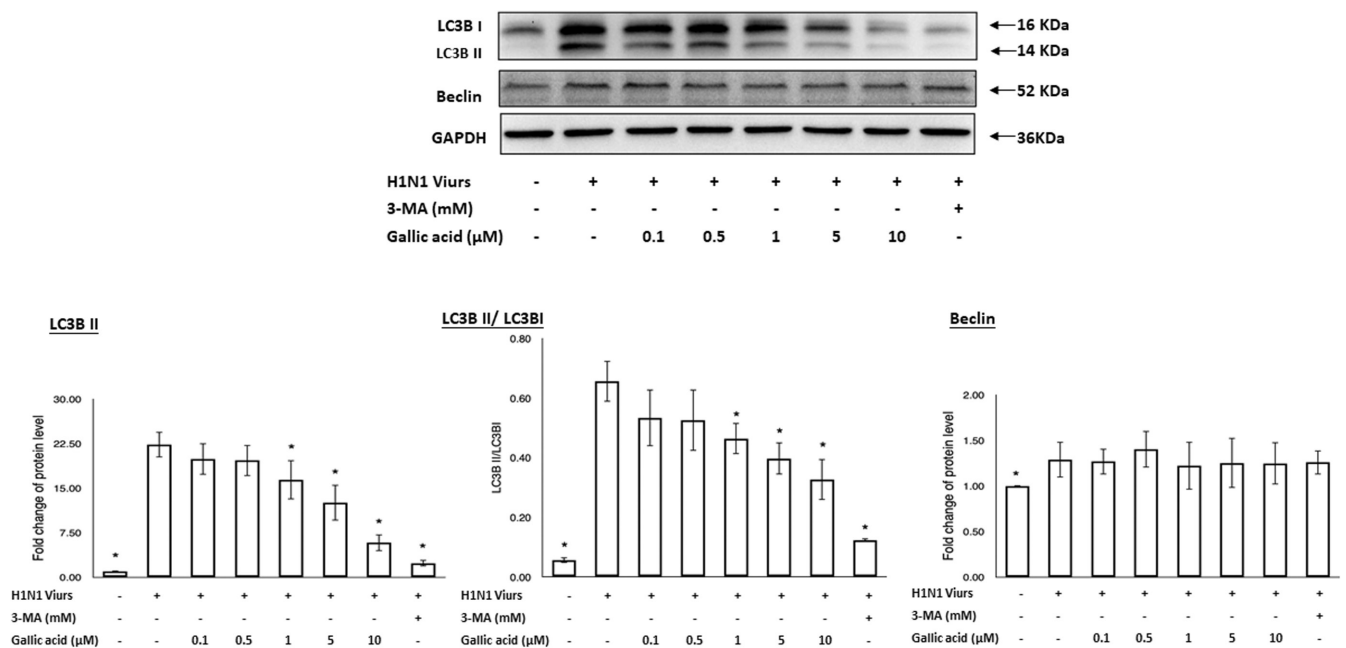 LC3B I
16 KDa
LC3B II
14 KDa
Beclin
52 KDa
GAPDH
36KDa
H1N1 Viurs - + + + + + + +
3-MA (mM) - - - - - - - +
Gallic acid (μM) - - 0.1 0.5 1 5 10 -
LC3B II
30.00
22.50
15.00
7.50
0.00
Fold change of protein level
* * * * *
H1N1 Viurs - + + + + + + +
3-MA (mM) - - - - - - - +
Gallic acid (μM) - - 0.1 0.5 1 5 10 -
LC3B II/ LC3BI
0.80
0.60
0.40
0.20
0.00
LC3B II/LC3BI
* * * * *
H1N1 Viurs - + + + + + + +
3-MA (mM) - - - - - - - +
Gallic acid (μM) - - 0.1 0.5 1 5 10 -
Beclin
2.00
1.50
1.00
0.50
0.00
Fold change of protein level
*
H1N1 Viurs - + + + + + + +
3-MA (mM) - - - - - - - +
Gallic acid (μM) - - 0.1 0.5 1 5 10 -